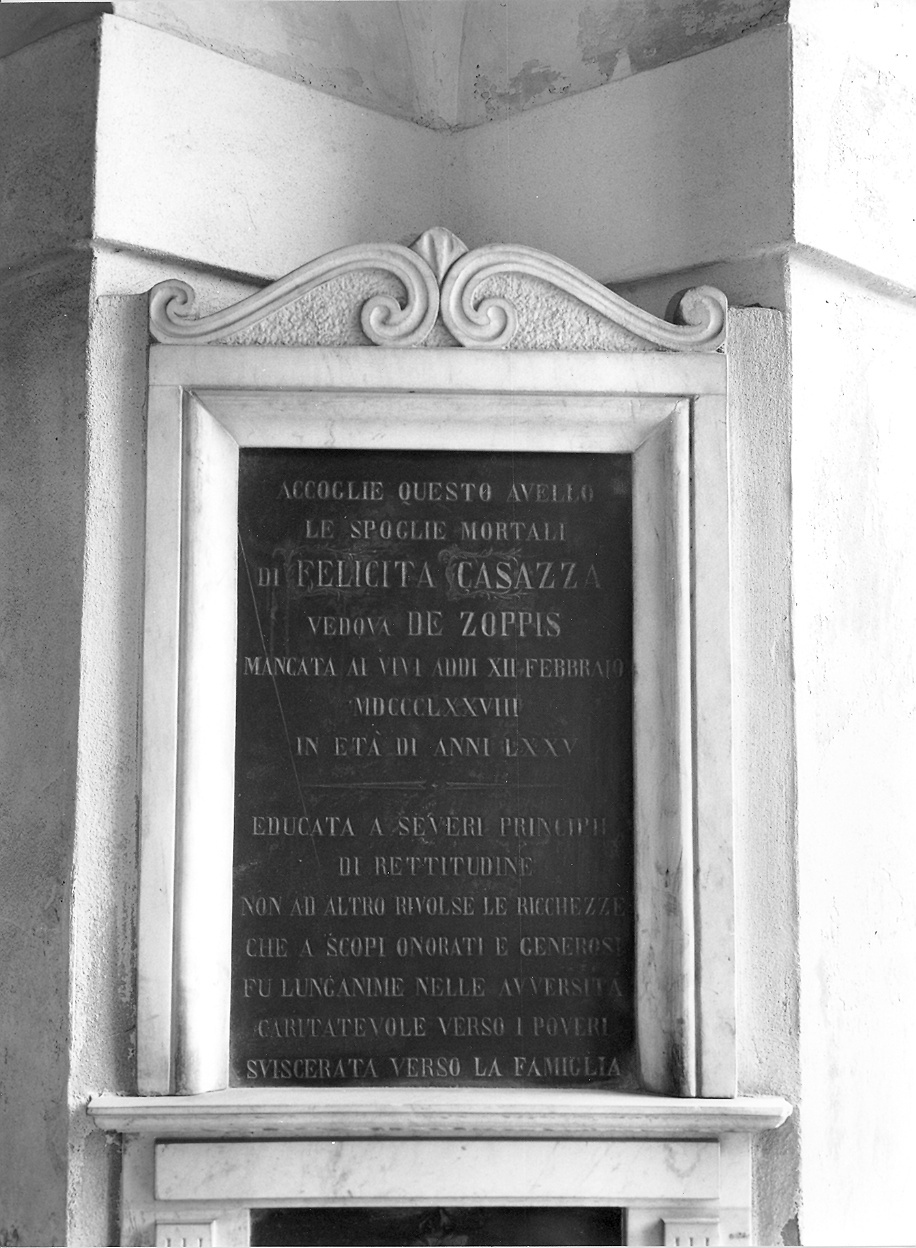 ACCOGLIE QUESTO AVELLO
LE SPOGLIE MORTALI
DI FELICITA CASAZZA
VEDOVA DE ZOPPIS
MANCATA AI VIVI ADDI XII FEBBRAIO
MDCCCLXXVIII
IN ETÀ DI ANNI LXXV
EDUCATA A SEVERI PRINCIPII
DI RETTITUDINE
NON AD ALTRO RIVOLSE LE RICCHEZZE
CHE A SCOPI ONORATI E GENEROSI
FU LUNGANIME NELLE AVVERSITÀ
CARITATEVOLE VERSO I POVERI
SVISCERATA VERSO LA FAMIGLIA